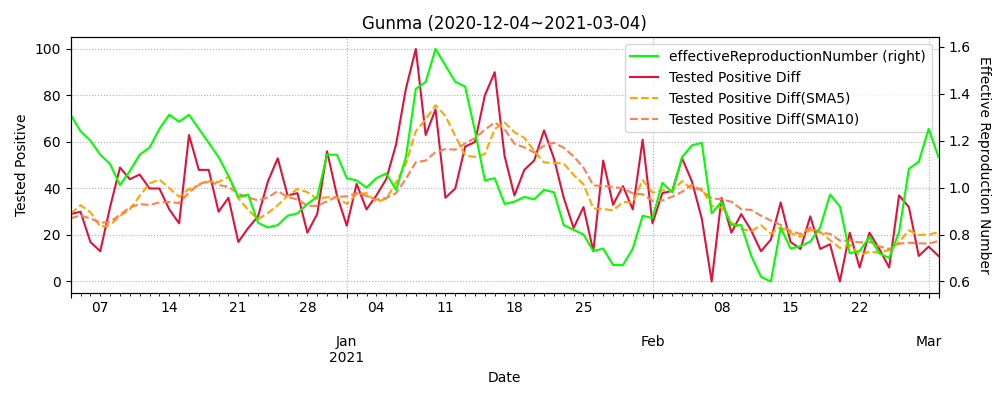 Gunma (2020-12-04~2021-03-04)
effectiveReproductionNumber (right)
Tested Positive Diff
Tested Positive Diff(SMA5)
Tested Positive Diff(SMA10)
Tested Positive
100
80
60
40
20
0
Effective Reproduction Number
1.6
1.4
1.2
1.0
0.8
0.6
07 14 21 28 04 11 18 25 08 15 22
Jan Feb Mar
2021
Date